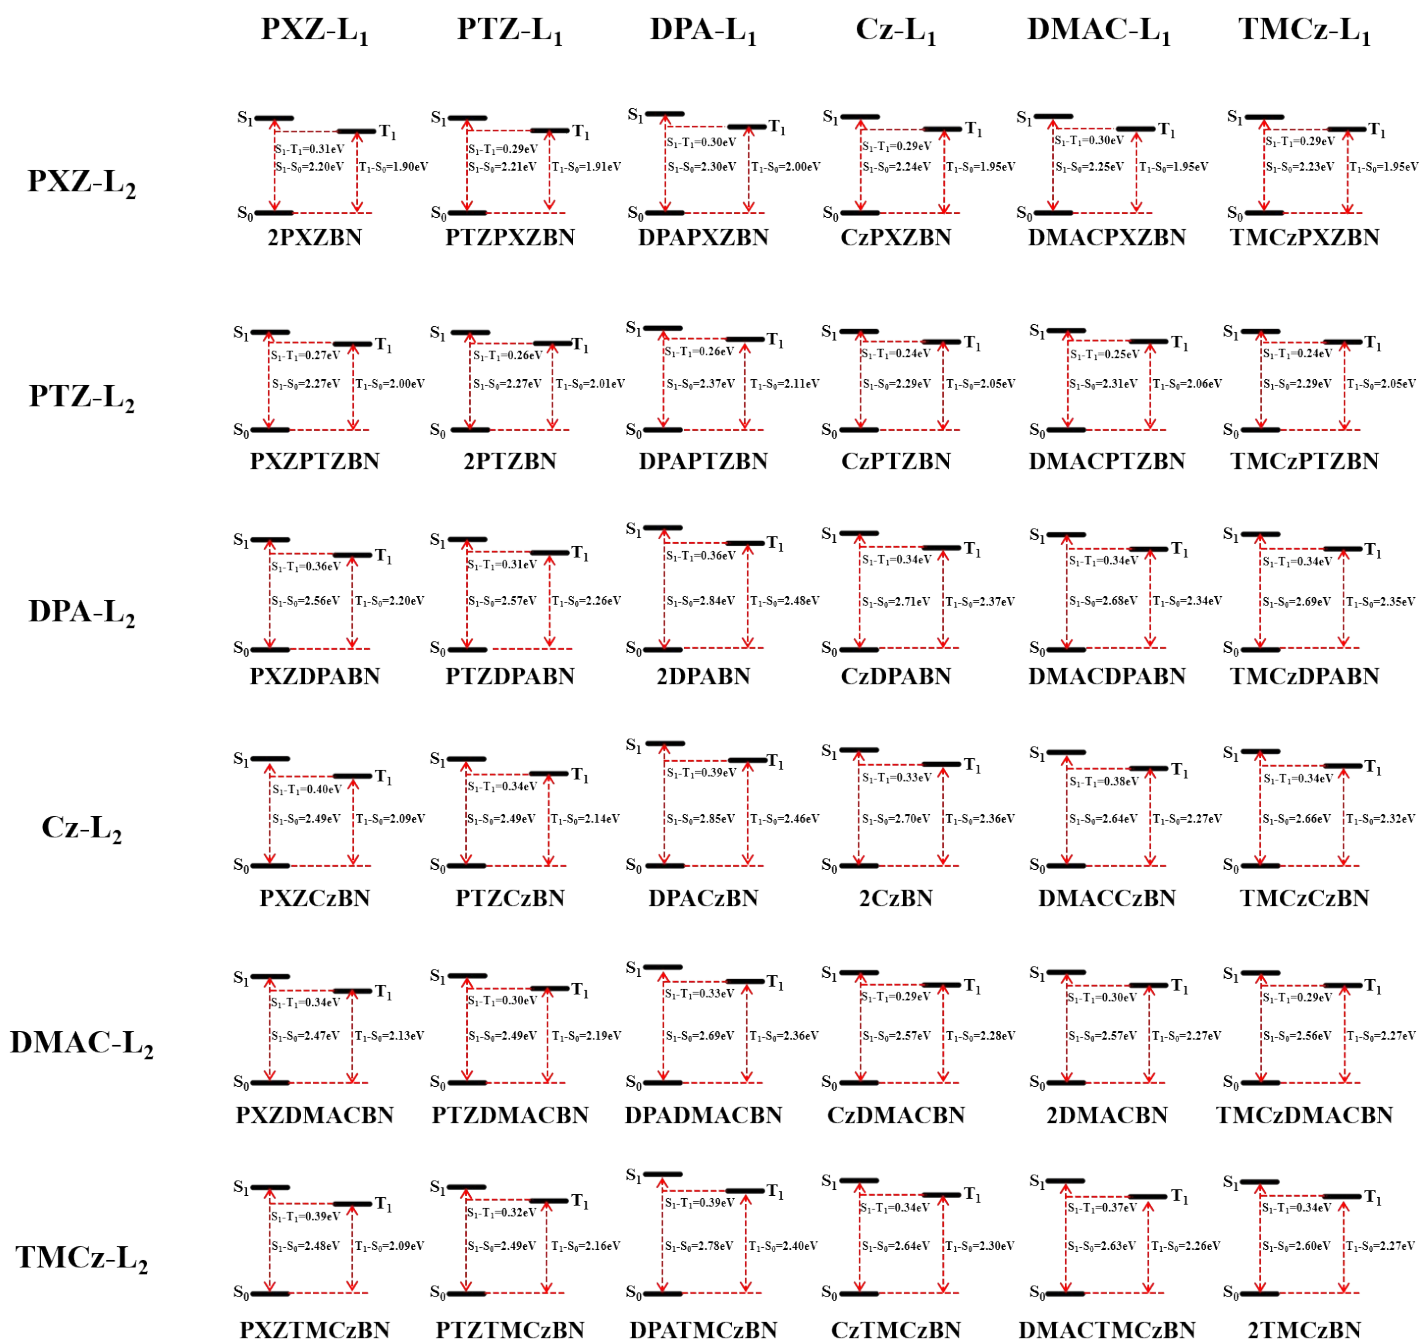 PXZ-L₁ PTZ-L₁ DPA-L₁ Cz-L₁ DMAC-L₁ TMCz-L₁
PXZ-L₂
S₁ T₁ S₁-T₁=0.31eV S₁-S₀=2.20eV T₁-S₀=1.90eV S₀ 2PXZBN
S₁ T₁ S₁-T₁=0.29eV S₁-S₀=2.21eV T₁-S₀=1.91eV S₀ PTZPXZBN
S₁ T₁ S₁-T₁=0.30eV S₁-S₀=2.30eV T₁-S₀=2.00eV S₀ DPAPXZBN
S₁ T₁ S₁-T₁=0.29eV S₁-S₀=2.24eV T₁-S₀=1.95eV S₀ CzPXZBN
S₁ T₁ S₁-T₁=0.30eV S₁-S₀=2.25eV T₁-S₀=1.95eV S₀ DMACPXZBN
S₁ T₁ S₁-T₁=0.29eV S₁-S₀=2.23eV T₁-S₀=1.95eV S₀ TMCzPXZBN
PTZ-L₂
S₁ T₁ S₁-T₁=0.27eV S₁-S₀=2.27eV T₁-S₀=2.00eV S₀ PXZPTZBN
S₁ T₁ S₁-T₁=0.26eV S₁-S₀=2.27eV T₁-S₀=2.01eV S₀ 2PTZBN
S₁ T₁ S₁-T₁=0.26eV S₁-S₀=2.37eV T₁-S₀=2.11eV S₀ DPAPTZBN
S₁ T₁ S₁-T₁=0.24eV S₁-S₀=2.29eV T₁-S₀=2.05eV S₀ CzPTZBN
S₁ T₁ S₁-T₁=0.25eV S₁-S₀=2.31eV T₁-S₀=2.06eV S₀ DMACPTZBN
S₁ T₁ S₁-T₁=0.24eV S₁-S₀=2.29eV T₁-S₀=2.05eV S₀ TMCzPTZBN
DPA-L₂
S₁ T₁ S₁-T₁=0.36eV S₁-S₀=2.56eV T₁-S₀=2.20eV S₀ PXZDPABN
S₁ T₁ S₁-T₁=0.31eV S₁-S₀=2.57eV T₁-S₀=2.26eV S₀ PTZDPABN
S₁ T₁ S₁-T₁=0.36eV S₁-S₀=2.84eV T₁-S₀=2.48eV S₀ 2DPABN
S₁ T₁ S₁-T₁=0.34eV S₁-S₀=2.71eV T₁-S₀=2.37eV S₀ CzDPABN
S₁ T₁ S₁-T₁=0.34eV S₁-S₀=2.68eV T₁-S₀=2.34eV S₀ DMACDPABN
S₁ T₁ S₁-T₁=0.34eV S₁-S₀=2.69eV T₁-S₀=2.35eV S₀ TMCzDPABN
Cz-L₂
S₁ T₁ S₁-T₁=0.40eV S₁-S₀=2.49eV T₁-S₀=2.09eV S₀ PXZCzBN
S₁ T₁ S₁-T₁=0.34eV S₁-S₀=2.49eV T₁-S₀=2.14eV S₀ PTZCzBN
S₁ T₁ S₁-T₁=0.39eV S₁-S₀=2.85eV T₁-S₀=2.46eV S₀ DPACzBN
S₁ T₁ S₁-T₁=0.33eV S₁-S₀=2.70eV T₁-S₀=2.36eV S₀ 2CzBN
S₁ T₁ S₁-T₁=0.38eV S₁-S₀=2.64eV T₁-S₀=2.27eV S₀ DMACCzBN
S₁ T₁ S₁-T₁=0.34eV S₁-S₀=2.66eV T₁-S₀=2.32eV S₀ TMCzCzBN
DMAC-L₂
S₁ T₁ S₁-T₁=0.34eV S₁-S₀=2.47eV T₁-S₀=2.13eV S₀ PXZDMACBN
S₁ T₁ S₁-T₁=0.30eV S₁-S₀=2.49eV T₁-S₀=2.19eV S₀ PTZDMACBN
S₁ T₁ S₁-T₁=0.33eV S₁-S₀=2.69eV T₁-S₀=2.36eV S₀ DPADMACBN
S₁ T₁ S₁-T₁=0.29eV S₁-S₀=2.57eV T₁-S₀=2.28eV S₀ CzDMACBN
S₁ T₁ S₁-T₁=0.30eV S₁-S₀=2.57eV T₁-S₀=2.27eV S₀ 2DMACBN
S₁ T₁ S₁-T₁=0.29eV S₁-S₀=2.56eV T₁-S₀=2.27eV S₀ TMCzDMACBN
TMCz-L₂
S₁ T₁ S₁-T₁=0.39eV S₁-S₀=2.48eV T₁-S₀=2.09eV S₀ PXZTMCzBN
S₁ T₁ S₁-T₁=0.32eV S₁-S₀=2.49eV T₁-S₀=2.16eV S₀ PTZTMCzBN
S₁ T₁ S₁-T₁=0.39eV S₁-S₀=2.78eV T₁-S₀=2.40eV S₀ DPATMCzBN
S₁ T₁ S₁-T₁=0.34eV S₁-S₀=2.64eV T₁-S₀=2.30eV S₀ CzTMCzBN
S₁ T₁ S₁-T₁=0.37eV S₁-S₀=2.63eV T₁-S₀=2.26eV S₀ DMACTMCzBN
S₁ T₁ S₁-T₁=0.34eV S₁-S₀=2.60eV T₁-S₀=2.27eV S₀ 2TMCzBN